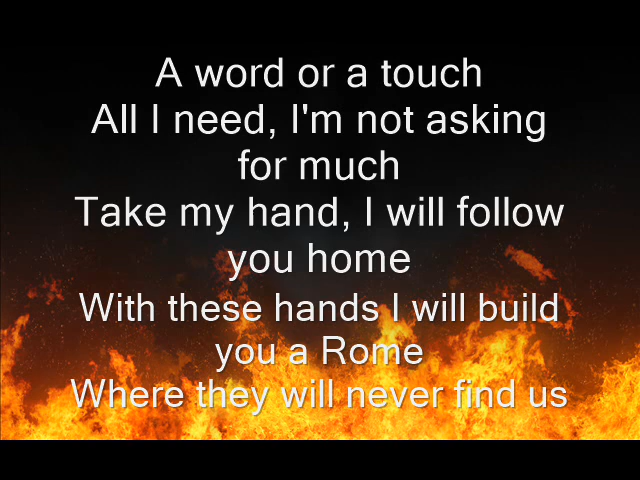 A word or a touch
All I need, I'm not asking
for much
Take my hand, I will follow
you home
With these hands I will build
you a Rome
Where they will never find us